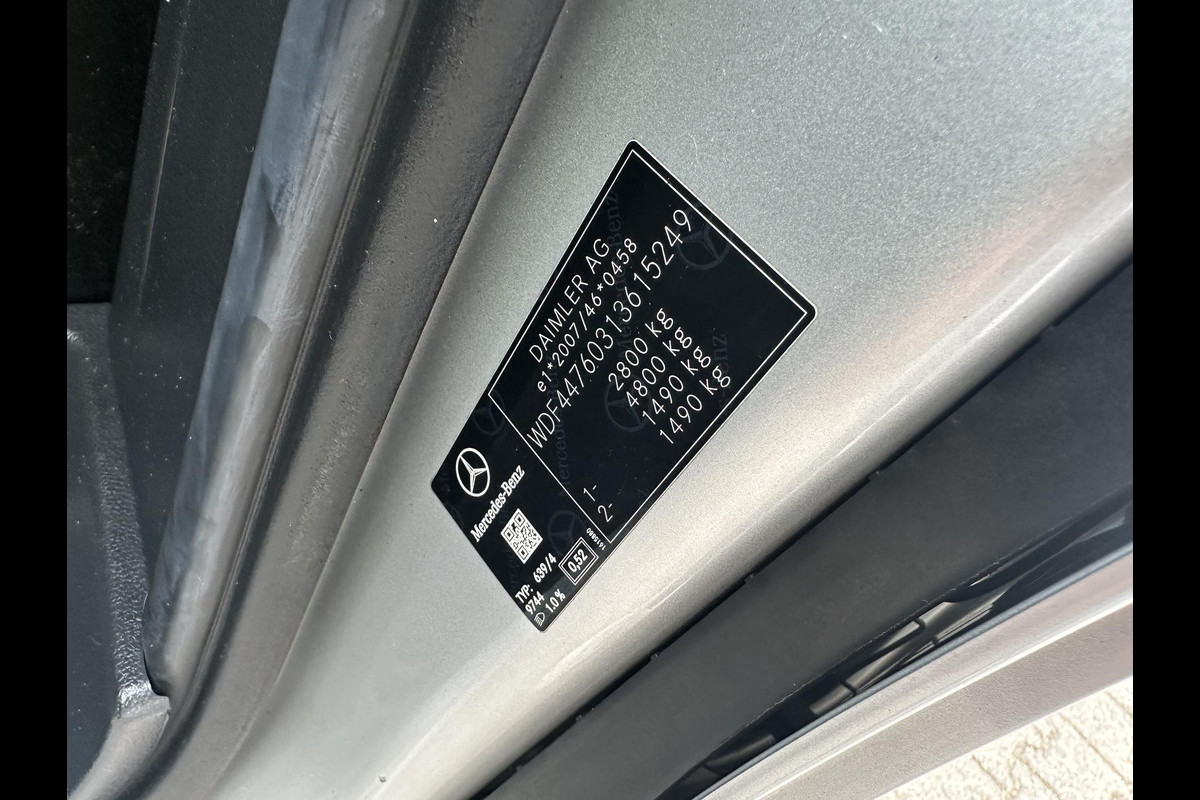 DAIMLER AG
e1*2007/46*0458
WDF44760313615249
2800 kg
4800 kg
1- 1490 kg
2- 1490 kg
Mercedes-Benz
TYP: 639/4
9744
1.0%
0,52